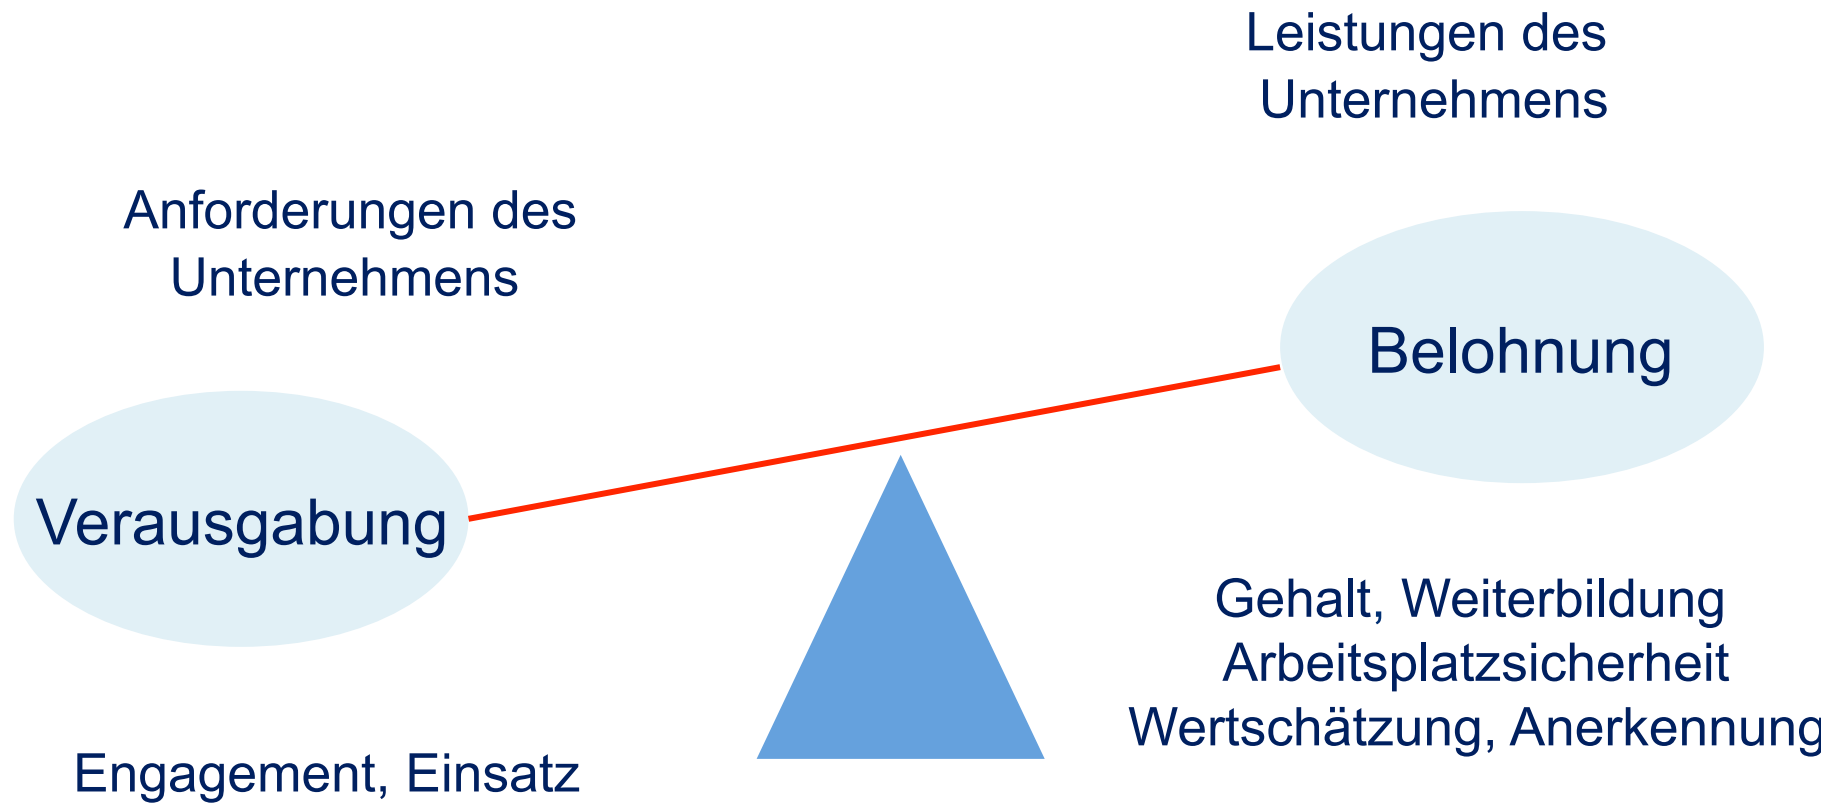 Leistungen des
Unternehmens
Anforderungen des
Unternehmens
Belohnung
Verausgabung
Gehalt, Weiterbildung
Arbeitsplatzsicherheit
Wertschätzung, Anerkennung
Engagement, Einsatz